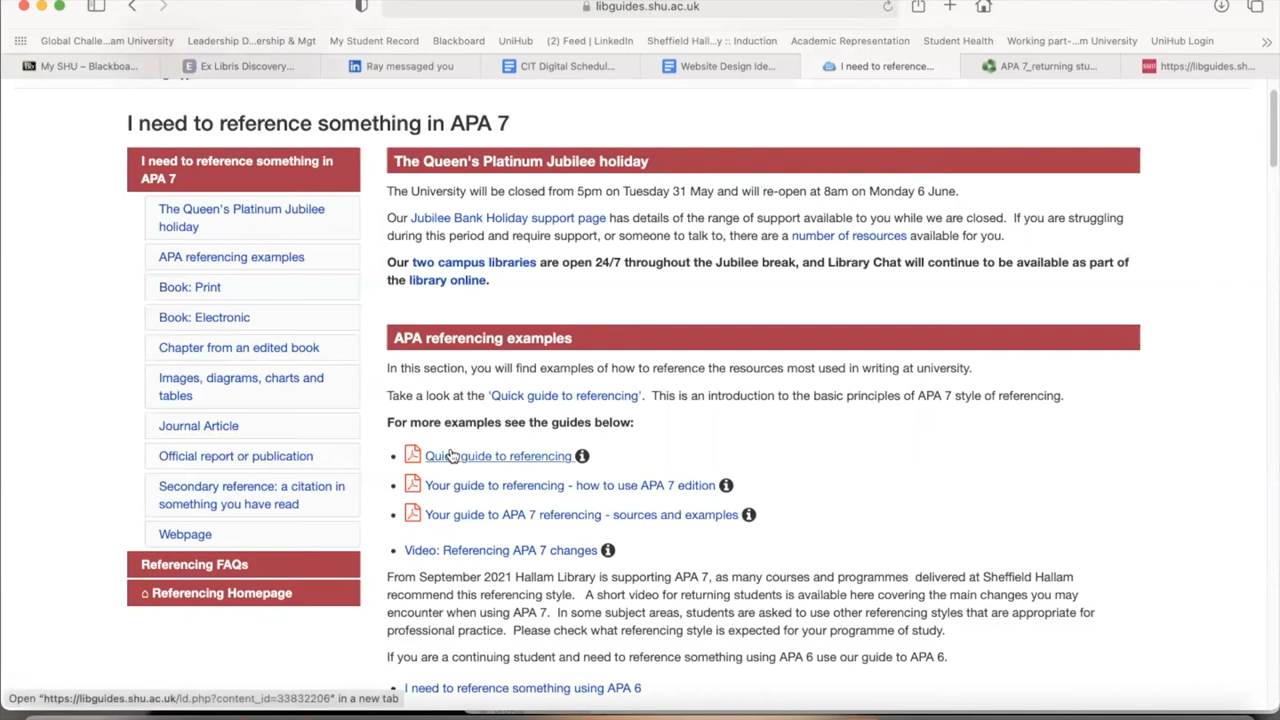 libguides.shu.ac.uk
Global Challe...am University Leadership D...ership & Mgt My Student Record Blackboard UniHub (2) Feed | LinkedIn Sheffield Hall...y :: Induction Academic Representation Student Health Working part-...m University UniHub Login
My SHU – Blackboa... Ex Libris Discovery... Ray messaged you CIT Digital Schedul... Website Design Ide... I need to reference... APA 7_returning stu... https://libguides.sh...
I need to reference something in APA 7
I need to reference something in
APA 7
The Queen's Platinum Jubilee
holiday
APA referencing examples
Book: Print
Book: Electronic
Chapter from an edited book
Images, diagrams, charts and
tables
Journal Article
Official report or publication
Secondary reference: a citation in
something you have read
Webpage
Referencing FAQs
Referencing Homepage
The Queen's Platinum Jubilee holiday
The University will be closed from 5pm on Tuesday 31 May and will re-open at 8am on Monday 6 June.
Our Jubilee Bank Holiday support page has details of the range of support available to you while we are closed. If you are struggling
during this period and require support, or someone to talk to, there are a number of resources available for you.
Our two campus libraries are open 24/7 throughout the Jubilee break, and Library Chat will continue to be available as part of
the library online.
APA referencing examples
In this section, you will find examples of how to reference the resources most used in writing at university.
Take a look at the 'Quick guide to referencing'. This is an introduction to the basic principles of APA 7 style of referencing.
For more examples see the guides below:
• Quick guide to referencing
• Your guide to referencing - how to use APA 7 edition
• Your guide to APA 7 referencing - sources and examples
• Video: Referencing APA 7 changes
From September 2021 Hallam Library is supporting APA 7, as many courses and programmes delivered at Sheffield Hallam
recommend this referencing style. A short video for returning students is available here covering the main changes you may
encounter when using APA 7. In some subject areas, students are asked to use other referencing styles that are appropriate for
professional practice. Please check what referencing style is expected for your programme of study.
If you are a continuing student and need to reference something using APA 6 use our guide to APA 6.
• I need to reference something using APA 6
Open "https://libguides.shu.ac.uk/ld.php?content_id=33832206" in a new tab